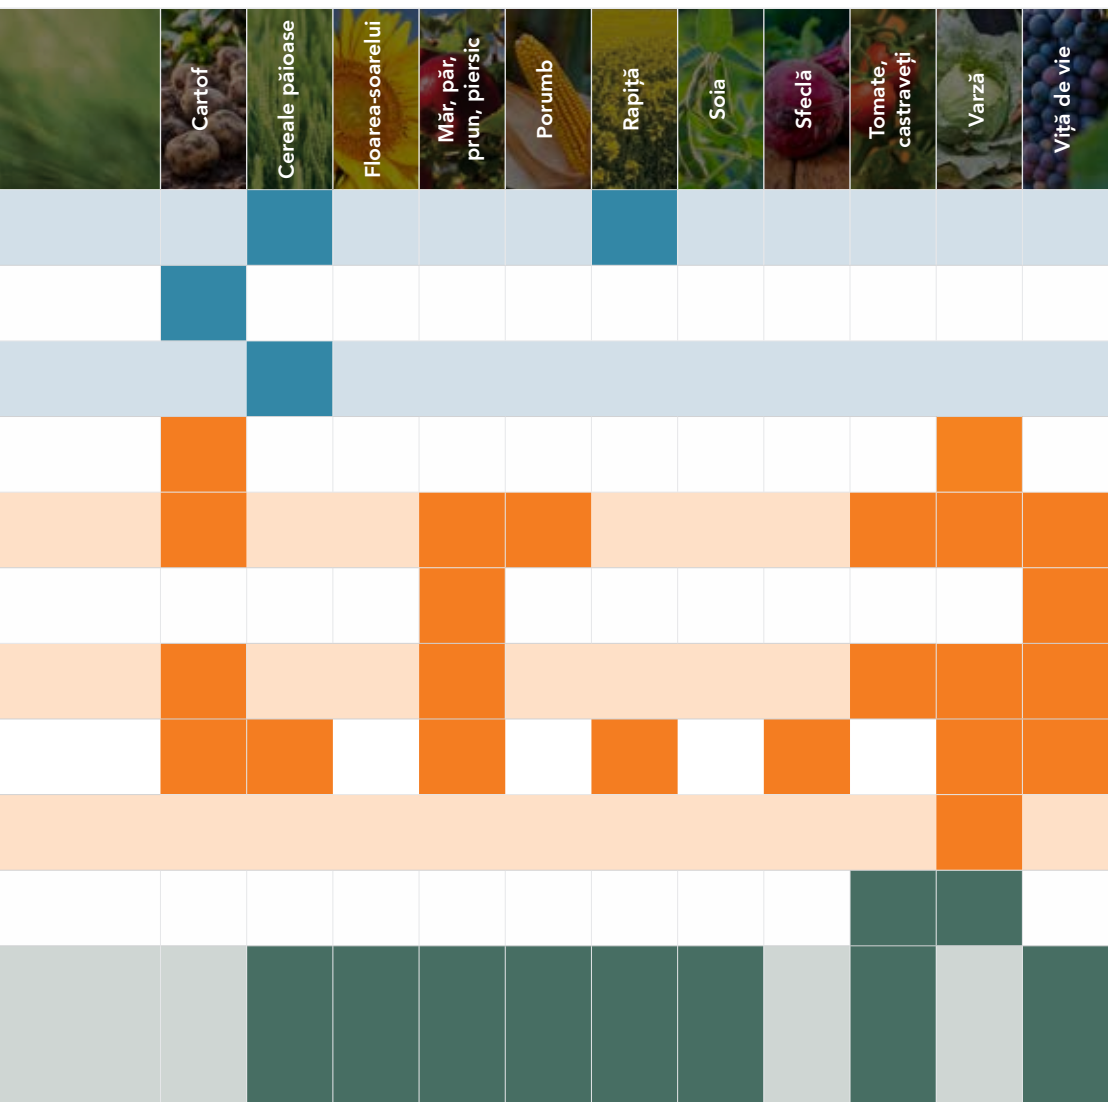 Cartof
Cereale păioase
Floarea-soarelui
Măr, păr,
prun, piersic
Porumb
Rapiță
Soia
Sfeclă
Tomate,
castraveți
Varză
Viță de vie